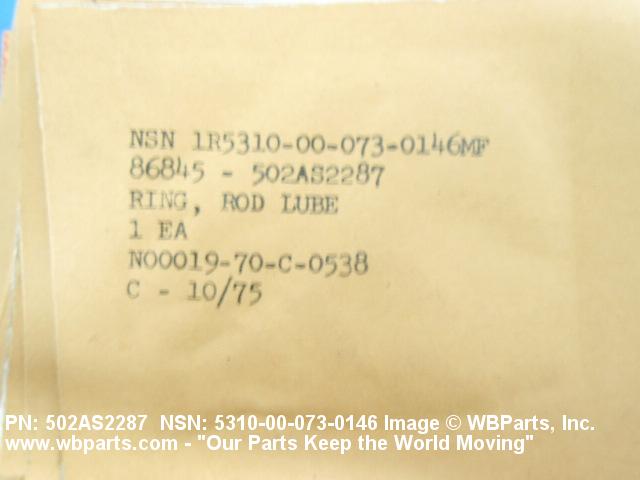 NSN 1R5310-00-073-0146MF
86845 - 502AS2287
RING, ROD LUBE
1 EA
N00019-70-C-0538
C - 10/75
PN: 502AS2287 NSN: 5310-00-073-0146 Image © WBParts, Inc.
www.wbparts.com - "Our Parts Keep the World Moving"